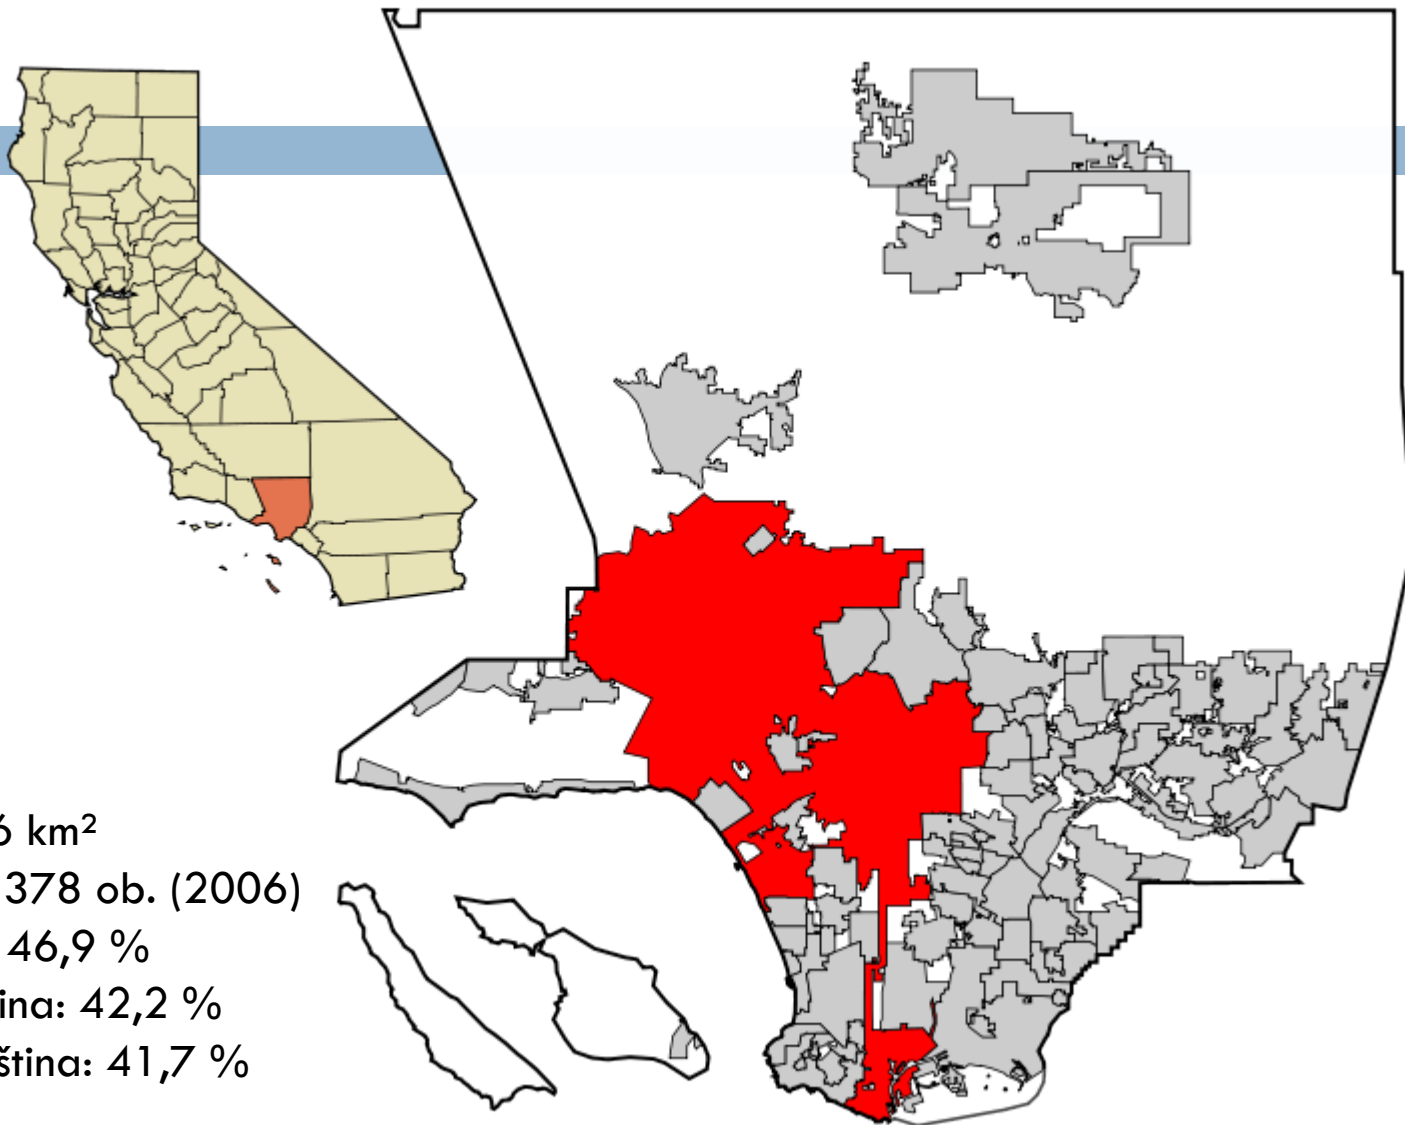 6 km²
378 ob. (2006)
46,9 %
ina: 42,2 %
ština: 41,7 %